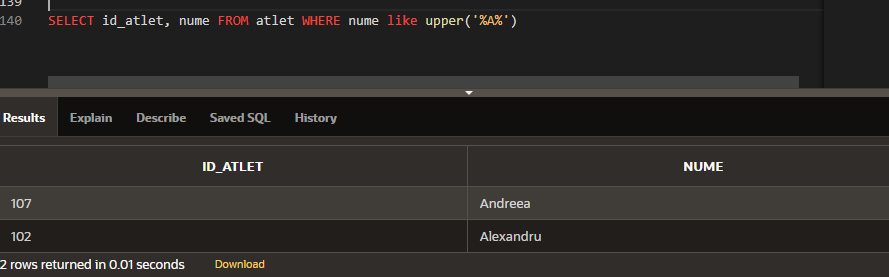 139
140 SELECT id_atlet, nume FROM atlet WHERE nume like upper('%A%')
Results Explain Describe Saved SQL History
ID_ATLET NUME
107 Andreea
102 Alexandru
2 rows returned in 0.01 seconds Download